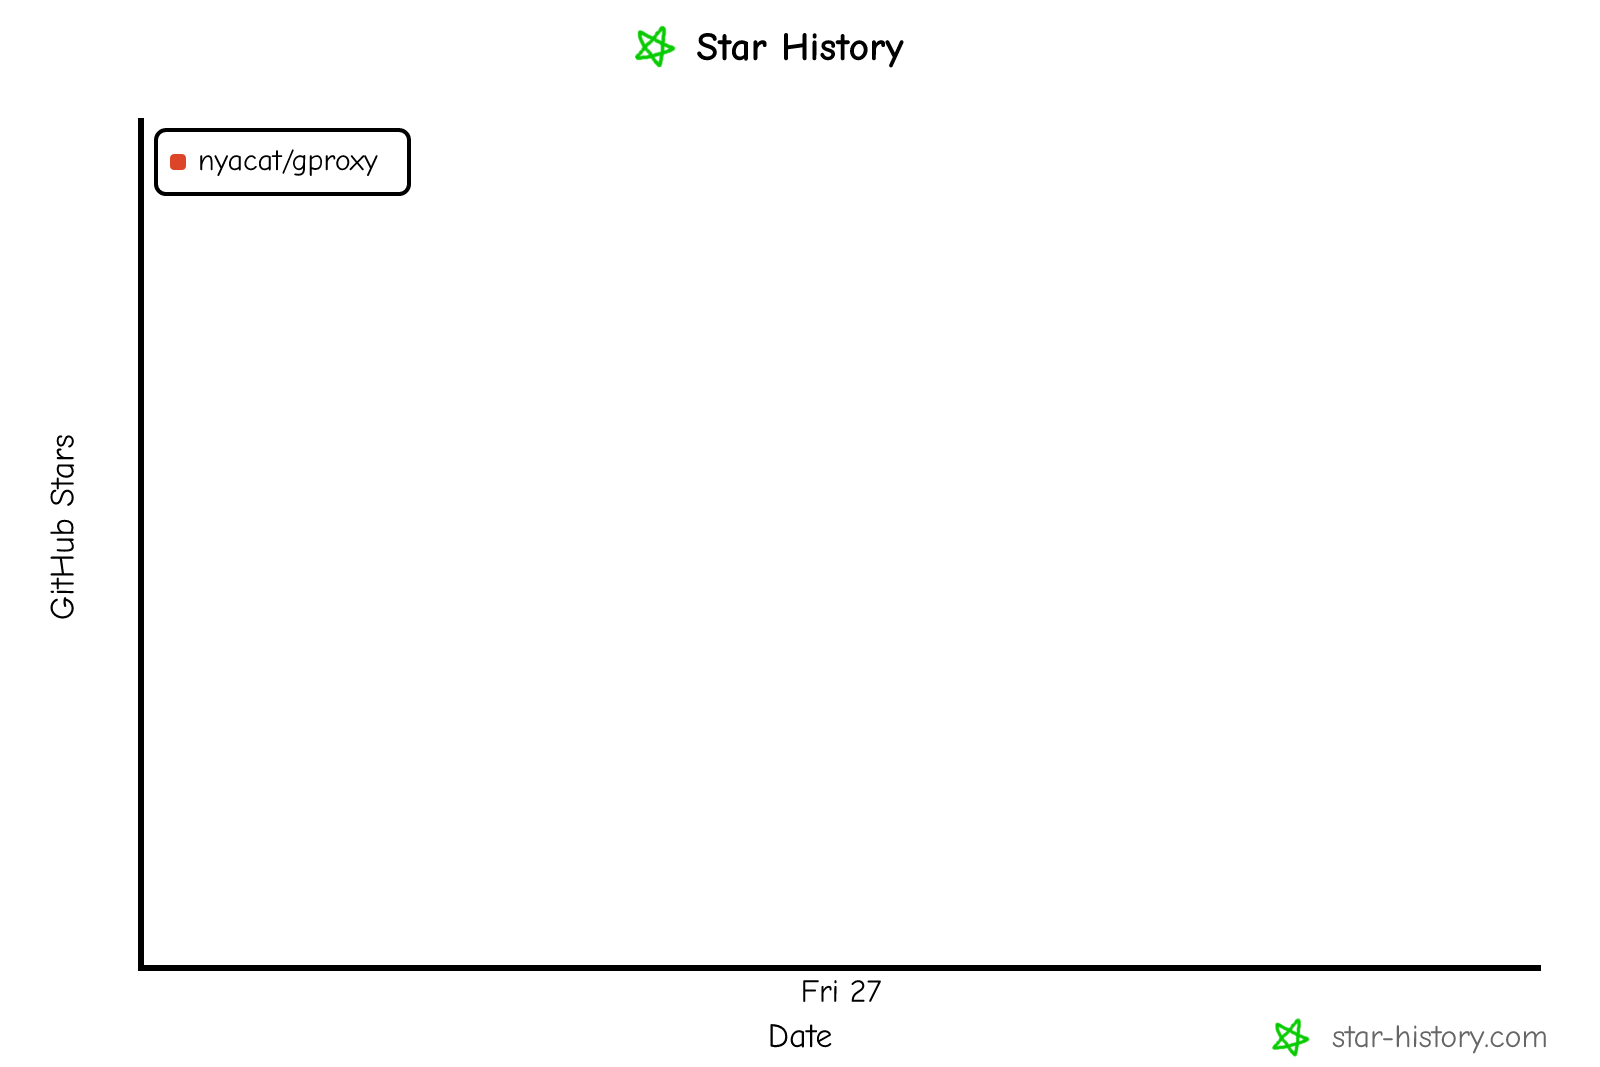 Star History
nyacat/gproxy
GitHub Stars
Fri 27
Date
star-history.com